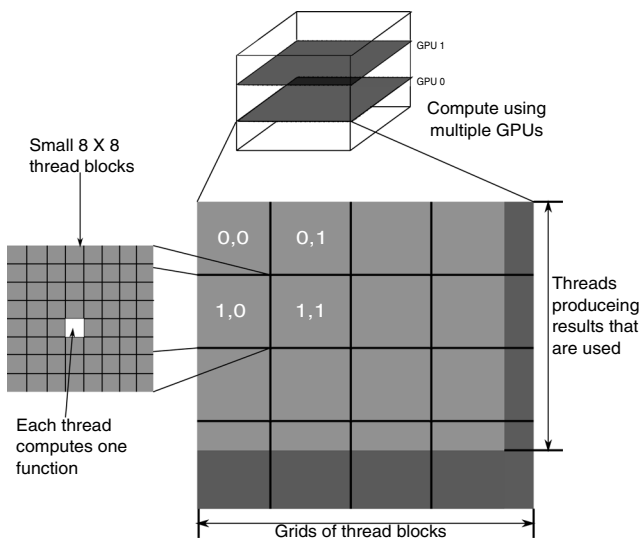 GPU 1
GPU 0
Compute using
multiple GPUs
Small 8 X 8
thread blocks
0,0
0,1
1,0
1,1
Threads
produceing
results that
are used
Each thread
computes one
function
Grids of thread blocks